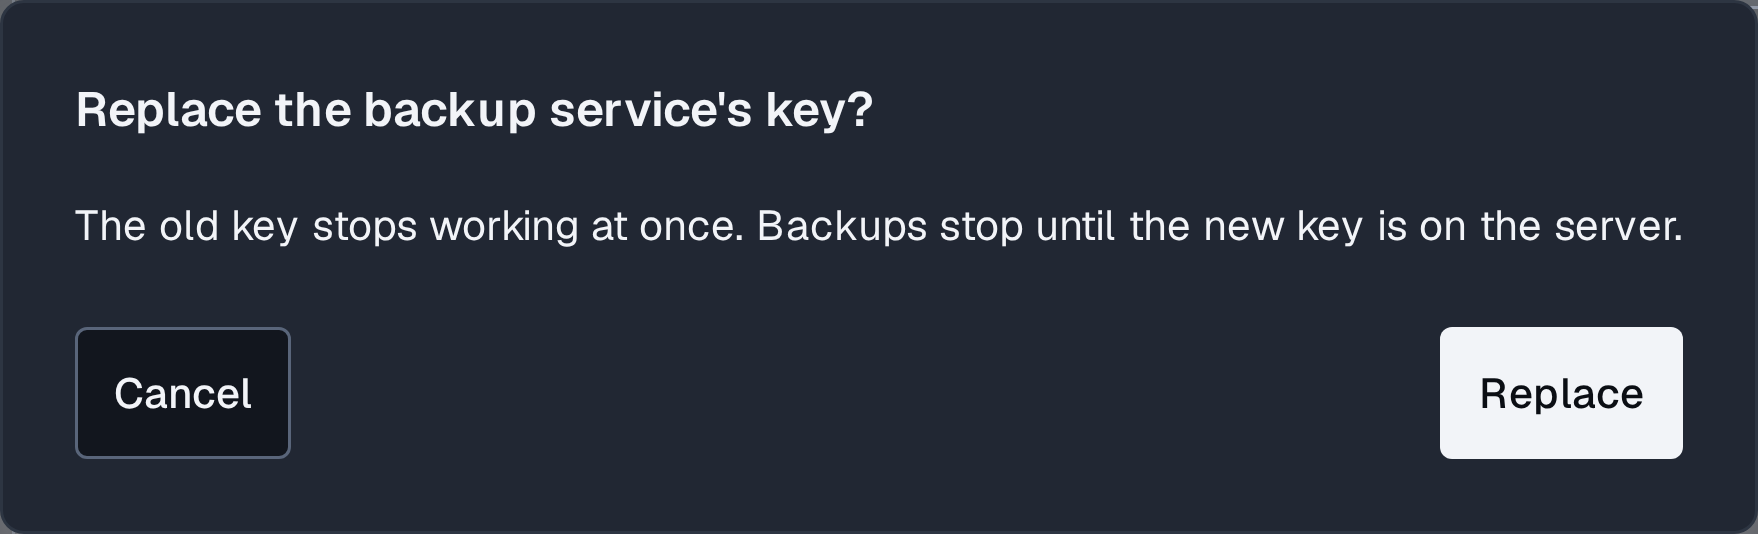 Replace the backup service's key?
The old key stops working at once. Backups stop until the new key is on the server.
Cancel
Replace